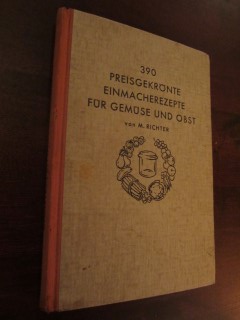 390
PREISGEKRÖNTE
EINMACHEREZEPTE
FÜR GEMÜSE UND OBST
von M. RICHTER